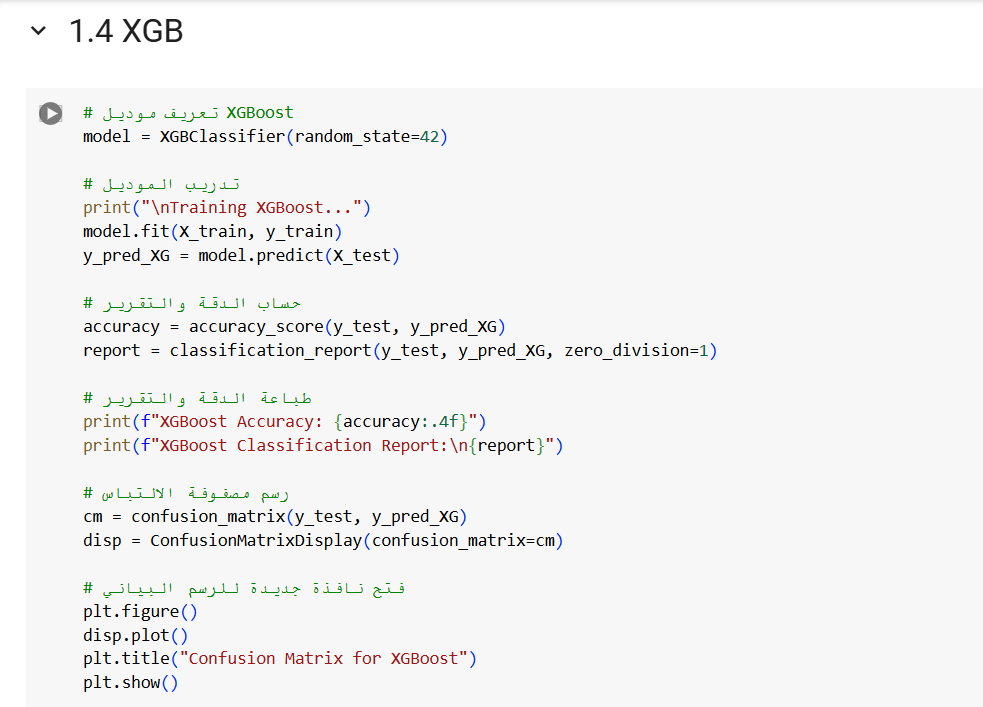 1.4 XGB
# تعريف موديل XGBoost
model = XGBClassifier(random_state=42)
# تدريب الموديل
print("\nTraining XGBoost...")
model.fit(X_train, y_train)
y_pred_XG = model.predict(X_test)
# حساب الدقة والتقرير
accuracy = accuracy_score(y_test, y_pred_XG)
report = classification_report(y_test, y_pred_XG, zero_division=1)
# طباعة الدقة والتقرير
print(f"XGBoost Accuracy: {accuracy:.4f}")
print(f"XGBoost Classification Report:\n{report}")
# رسم مصفوفة الالتباس
cm = confusion_matrix(y_test, y_pred_XG)
disp = ConfusionMatrixDisplay(confusion_matrix=cm)
# فتح نافذة جديدة للرسم البياني
plt.figure()
disp.plot()
plt.title("Confusion Matrix for XGBoost")
plt.show()